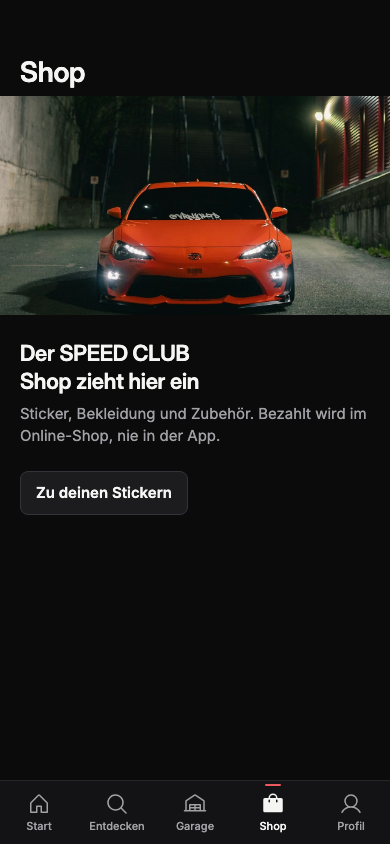 Shop
Der SPEED CLUB
Shop zieht hier ein
Sticker, Bekleidung und Zubehör. Bezahlt wird im
Online-Shop, nie in der App.
Zu deinen Stickern
Start
Entdecken
Garage
Shop
Profil